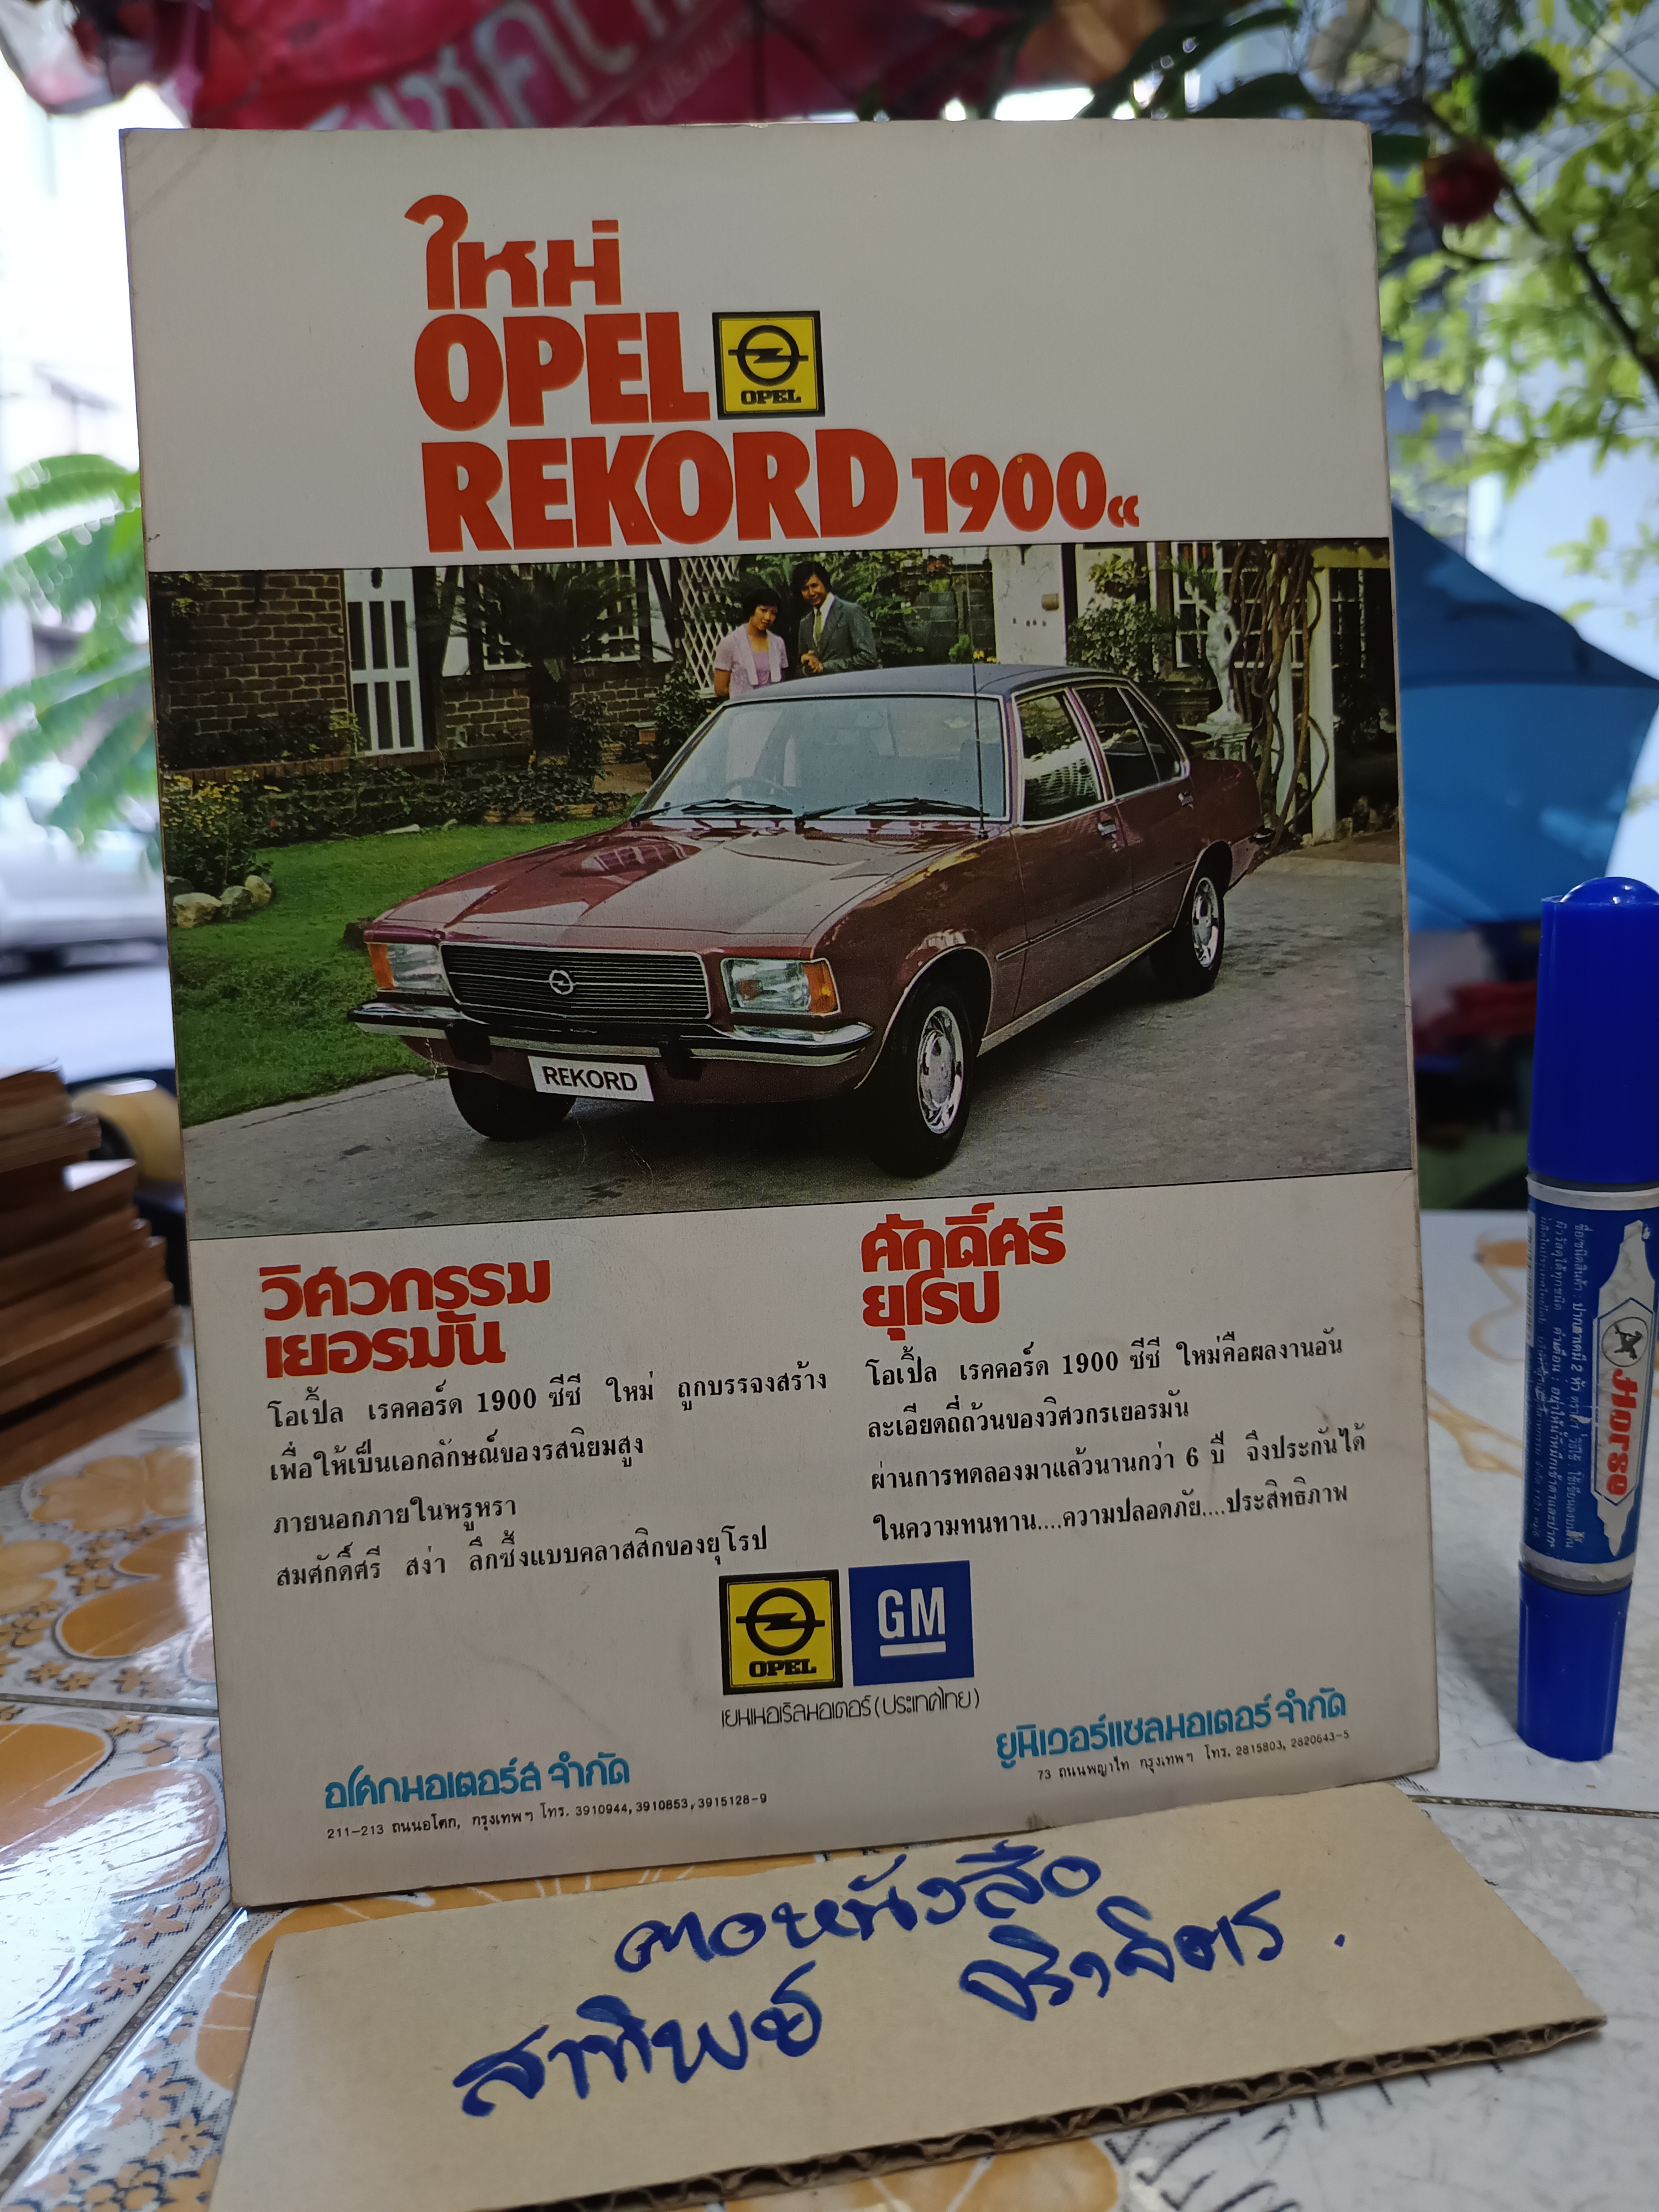 ใหม่
OPEL
OPEL
REKORD 1900cc
REKORD
วิศวกรรม
เยอรมัน
โอเปิ้ล เรคคอร์ด 1900 ซีซี ใหม่ ถูกบรรจงสร้าง
เพื่อให้เป็นเอกลักษณ์ของรสนิยมสูง
ภายนอกภายในหรูหรา
สมศักดิ์ศรี สง่า ลึกซึ้งแบบคลาสสิกของยุโรป
ศักดิ์ศรี
ยุโรป
โอเปิ้ล เรคคอร์ด 1900 ซีซี ใหม่คือผลงานอัน
ละเอียดถี่ถ้วนของวิศวกรเยอรมัน
ผ่านการทดลองมาแล้วนานกว่า 6 ปี จึงประกันได้
ในความทนทาน....ความปลอดภัย....ประสิทธิภาพ
OPEL
GM
เยนเนอรัลมอเตอร์ (ประเทศไทย)
อโศกมอเตอร์ส จำกัด
211-213 ถนนอโศก, กรุงเทพฯ โทร. 3910944, 3910853, 3915128-9
ยูนิเวอร์แซลมอเตอร์ จำกัด
73 ถนนพญาไท กรุงเทพฯ โทร. 2815803, 2820643-5
Horse